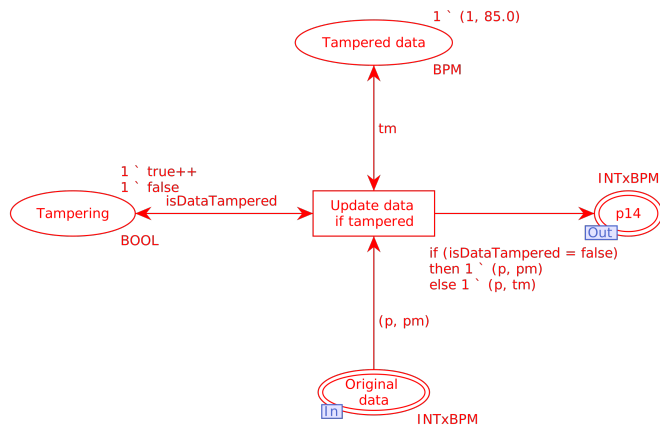 1 ` (1, 85.0)
Tampered data
BPM
tm
1 ` true++
1 ` false
isDataTampered
Tampering
BOOL
Update data
if tampered
INTxBPM
p14
Out
if (isDataTampered = false)
then 1 ` (p, pm)
else 1 ` (p, tm)
(p, pm)
Original
data
In
INTxBPM